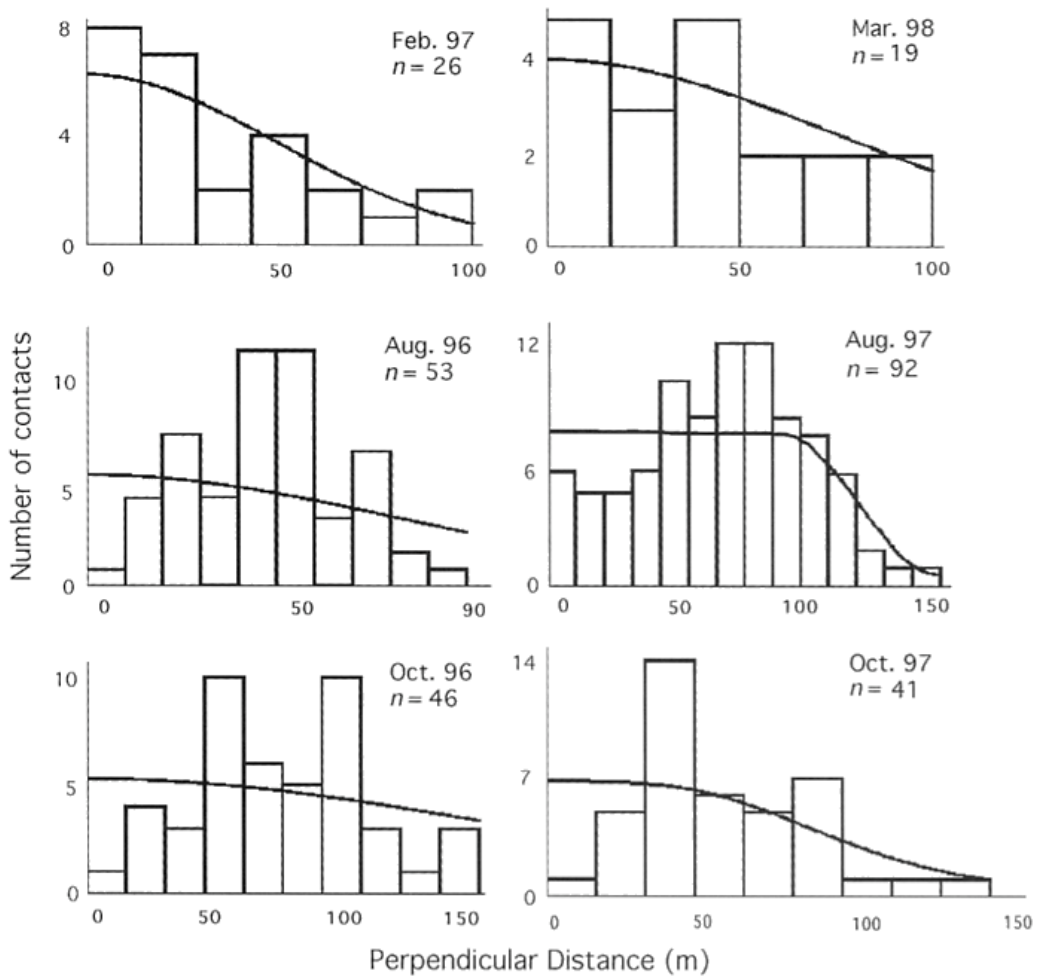 8
4
0
0
50
100
Feb. 97
n = 26
4
2
0
0
50
100
Mar. 98
n = 19
Number of contacts
10
5
0
0
50
90
Aug. 96
n = 53
12
6
0
0
50
100
150
Aug. 97
n = 92
10
5
0
0
50
100
150
Oct. 96
n = 46
14
7
0
0
50
100
150
Oct. 97
n = 41
Perpendicular Distance (m)